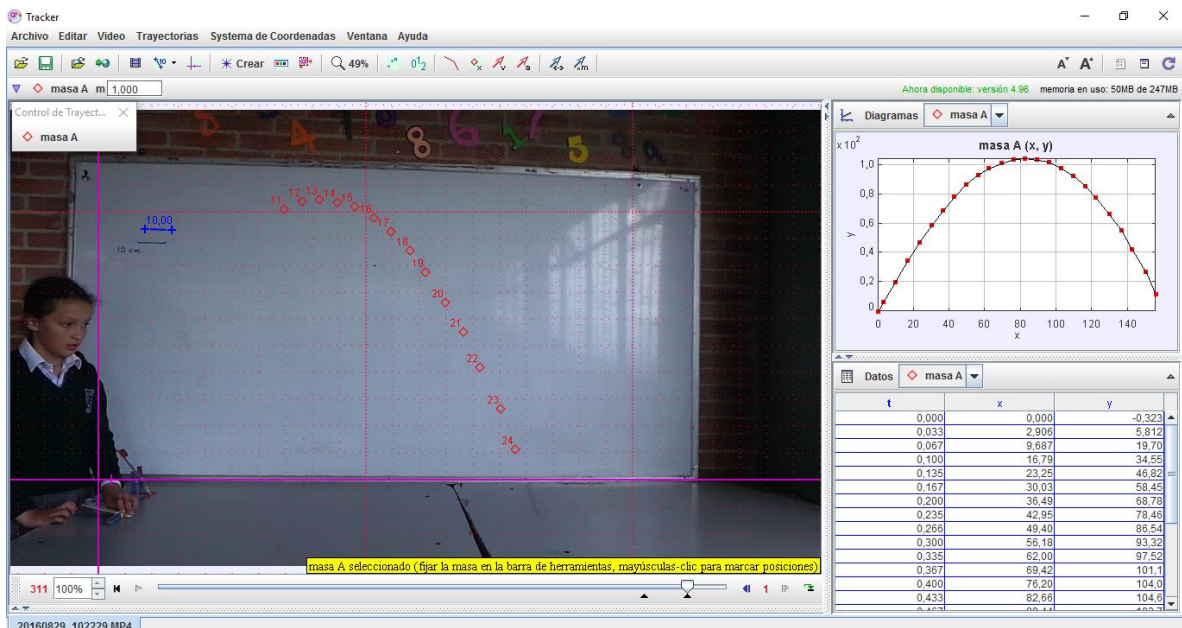 Tracker
Archivo Editar Video Trayectorias Systema de Coordenadas Ventana Ayuda
Crear 49%
masa A m 1,000
Ahora disponible: versión 4.96 memoria en uso: 50MB de 247MB
Control de Trayect...
masa A
10,00
10 cm
11 12 13 14 15 16 17 18 19 20 21 22 23 24
masa A seleccionado (fijar la masa en la barra de herramientas, mayúsculas-clic para marcar posiciones)
311 100% 1
20160829_102229.MP4
Diagramas masa A
x 10²
masa A (x, y)
1,0
0,8
0,6
0,4
0,2
0
y
0 20 40 60 80 100 120 140
x
Datos masa A
t x y
0,000 0,000 -0,323
0,033 2,906 5,812
0,067 9,687 19,70
0,100 16,79 34,55
0,135 23,25 46,82
0,167 30,03 58,45
0,200 36,49 68,78
0,235 42,95 78,46
0,266 49,40 86,54
0,300 56,18 93,32
0,335 62,00 97,52
0,367 69,42 101,1
0,400 76,20 104,0
0,433 82,66 104,6